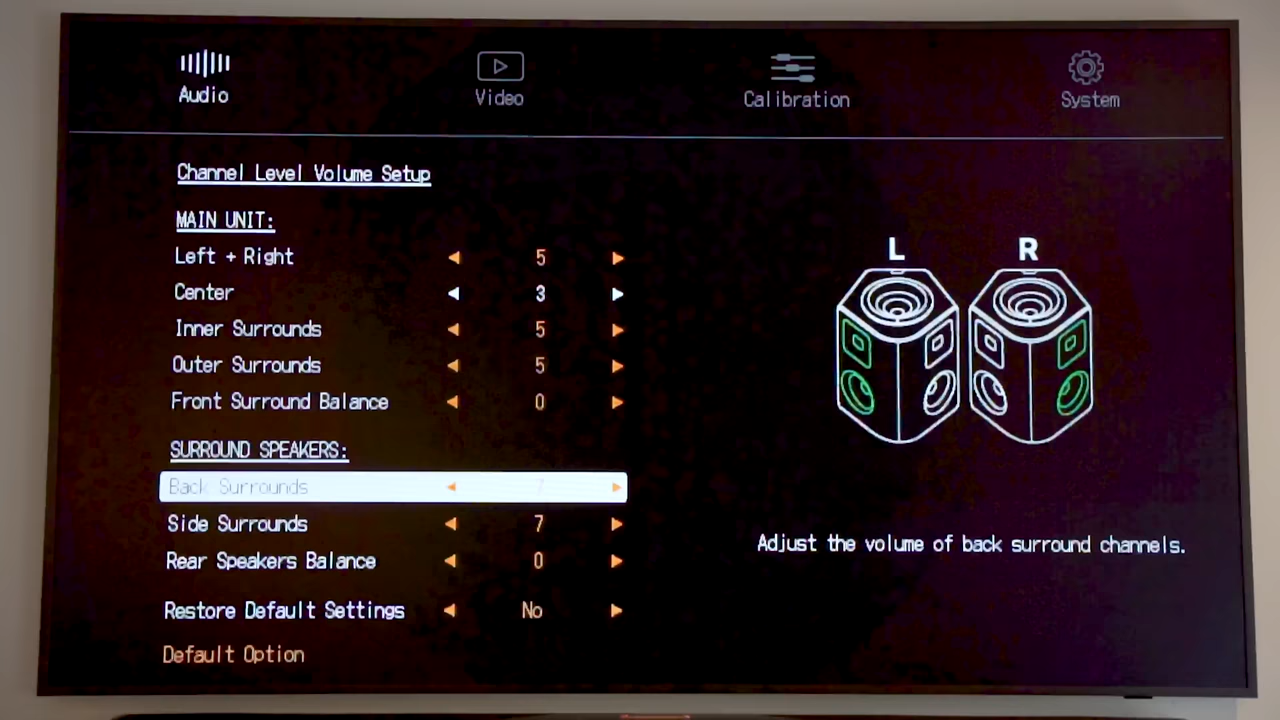 Audio
Video
Calibration
System
Channel Level Volume Setup
MAIN UNIT:
Left + Right 5
Center 3
Inner Surrounds 5
Outer Surrounds 5
Front Surround Balance 0
SURROUND SPEAKERS:
Back Surrounds 7
Side Surrounds 7
Rear Speakers Balance 0
Restore Default Settings No
Default Option
L R
Adjust the volume of back surround channels.